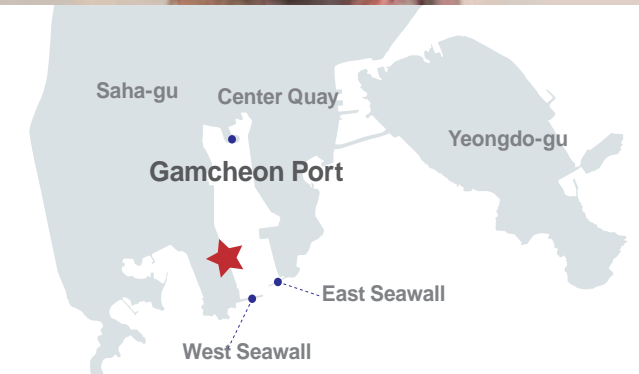 Saha-gu
Center Quay
Yeongdo-gu
Gamcheon Port
East Seawall
West Seawall